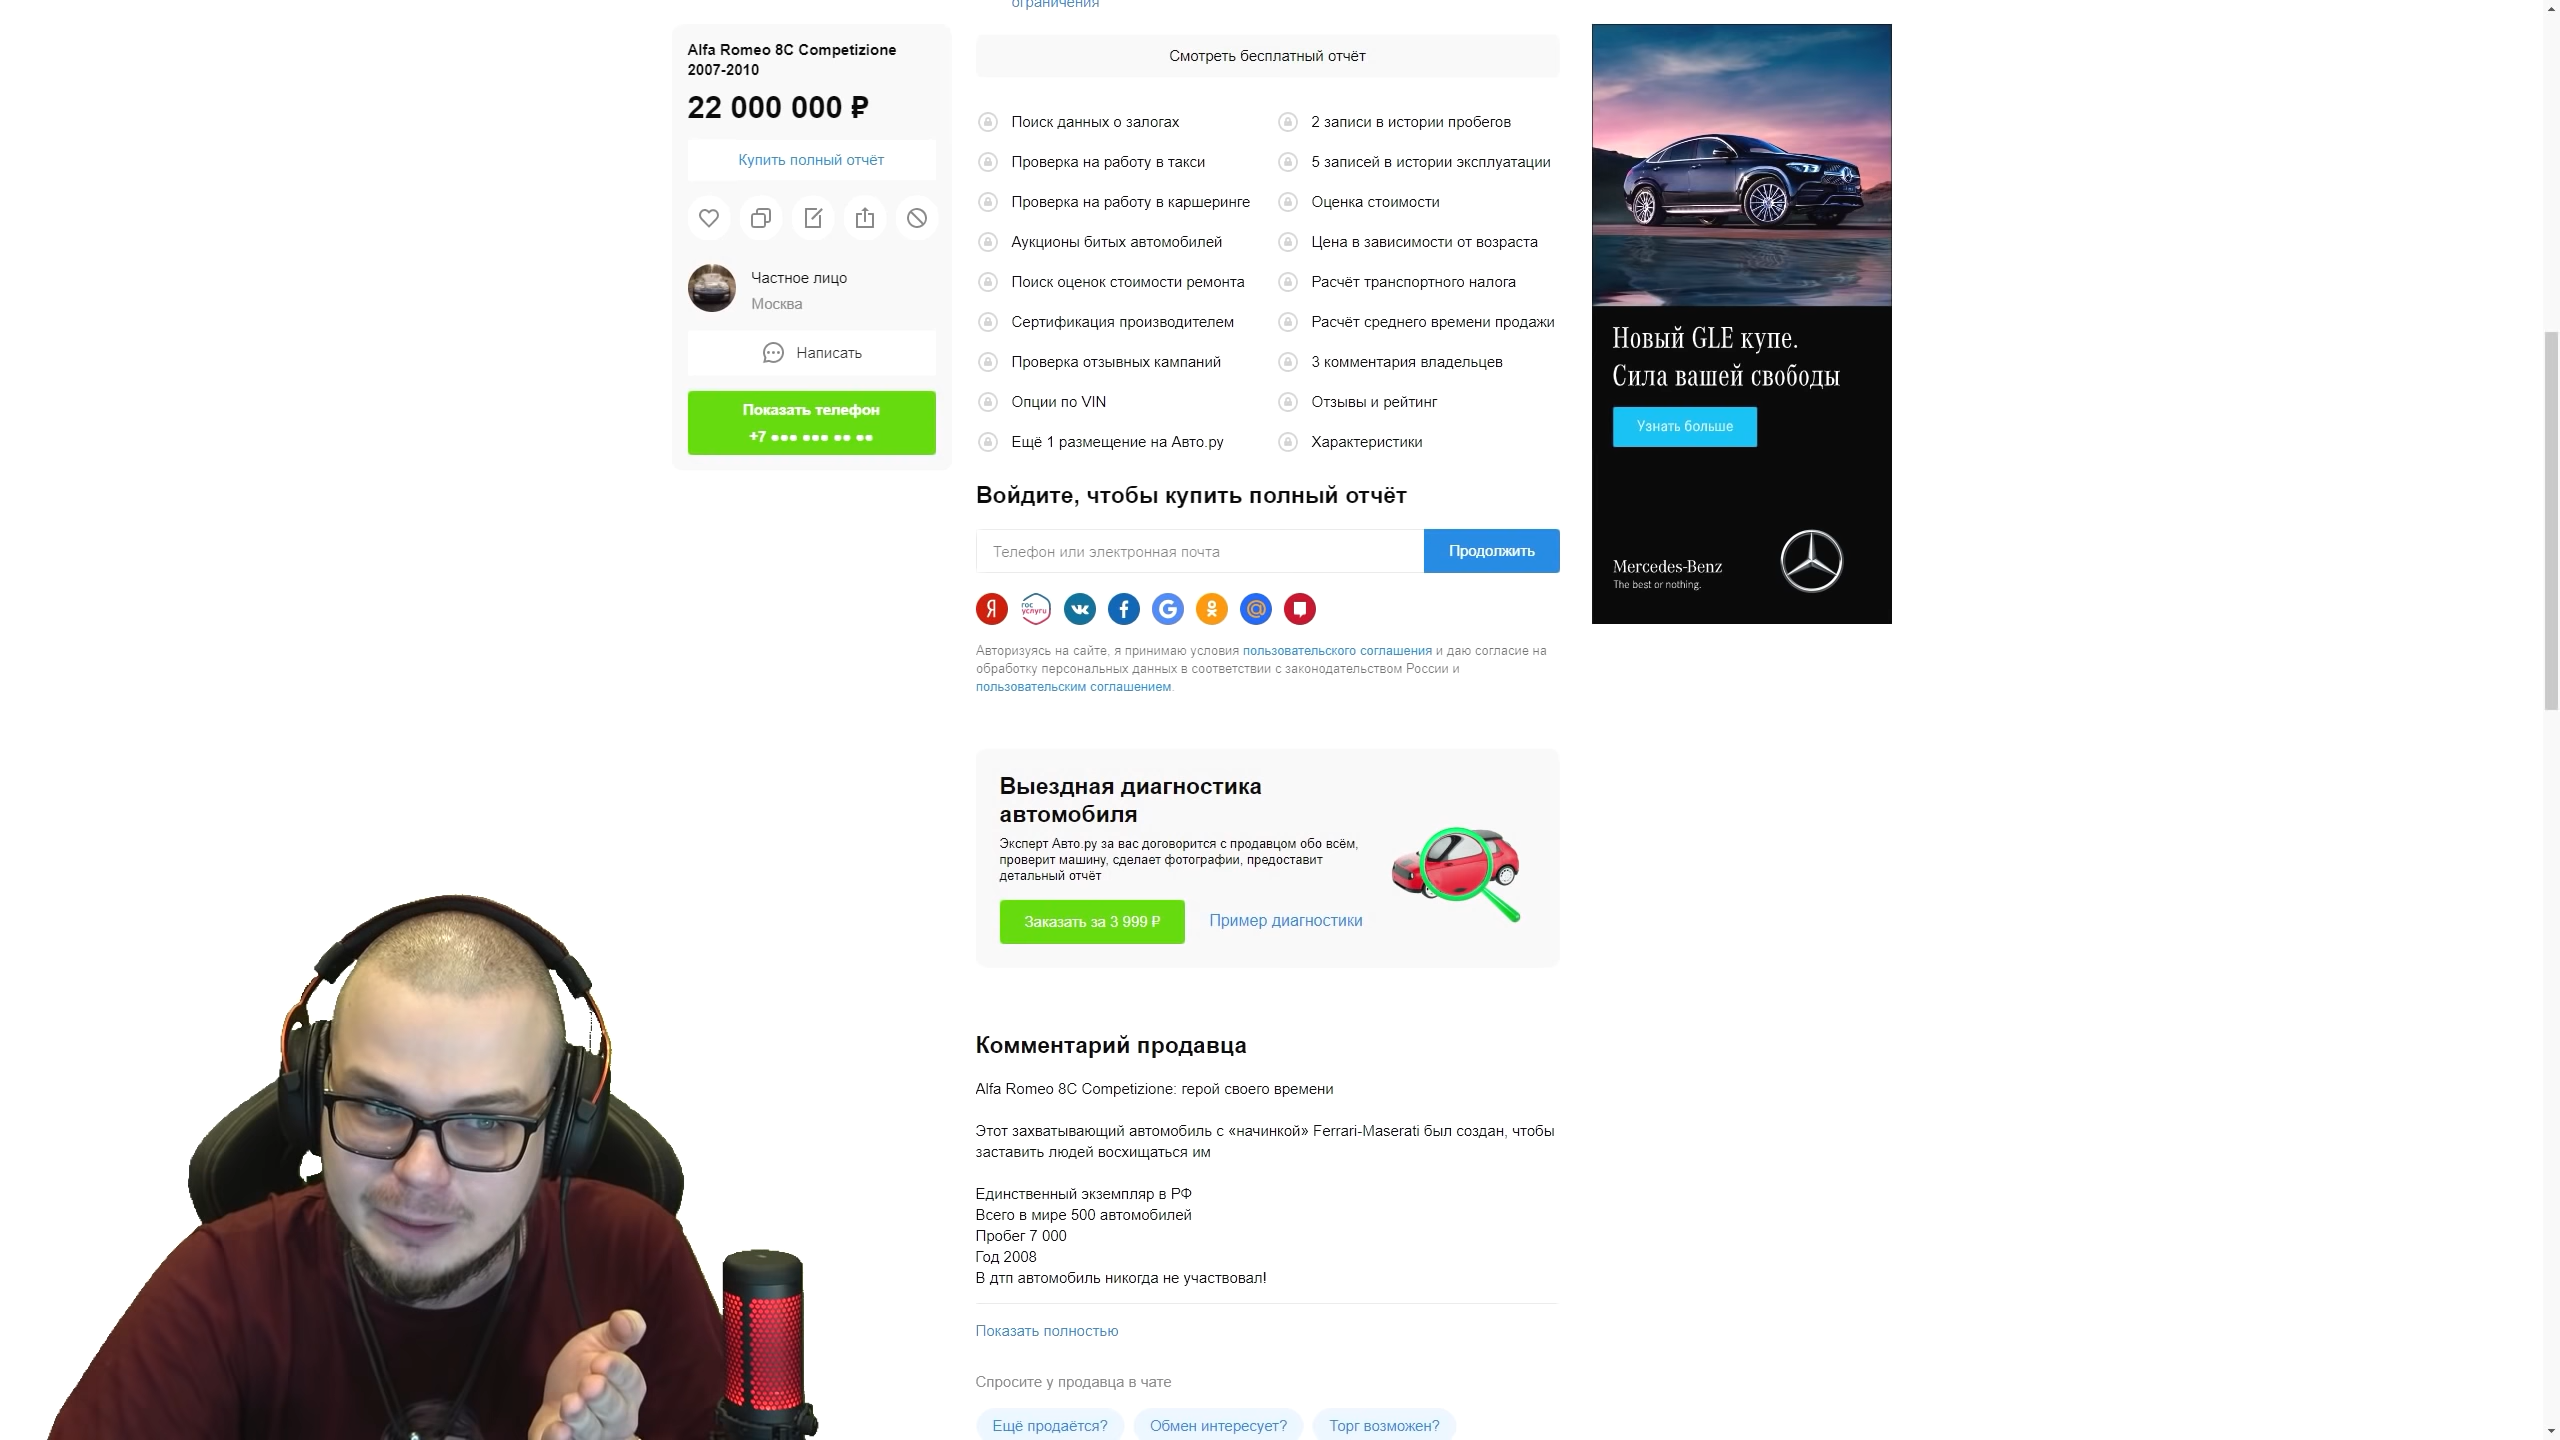 ограничения
Alfa Romeo 8C Competizione
2007-2010
22 000 000 ₽
Купить полный отчёт
Частное лицо
Москва
Написать
Показать телефон
+7 ●●● ●●● ●● ●●
Смотреть бесплатный отчёт
Поиск данных о залогах
Проверка на работу в такси
Проверка на работу в каршеринге
Аукционы битых автомобилей
Поиск оценок стоимости ремонта
Сертификация производителем
Проверка отзывных кампаний
Опции по VIN
Ещё 1 размещение на Авто.ру
2 записи в истории пробегов
5 записей в истории эксплуатации
Оценка стоимости
Цена в зависимости от возраста
Расчёт транспортного налога
Расчёт среднего времени продажи
3 комментария владельцев
Отзывы и рейтинг
Характеристики
Войдите, чтобы купить полный отчёт
Телефон или электронная почта
Продолжить
Я
гос
услуги
Авторизуясь на сайте, я принимаю условия пользовательского соглашения и даю согласие на
обработку персональных данных в соответствии с законодательством России и
пользовательским соглашением.
Выездная диагностика
автомобиля
Эксперт Авто.ру за вас договорится с продавцом обо всём,
проверит машину, сделает фотографии, предоставит
детальный отчёт
Заказать за 3 999 ₽
Пример диагностики
Комментарий продавца
Alfa Romeo 8C Competizione: герой своего времени
Этот захватывающий автомобиль с «начинкой» Ferrari-Maserati был создан, чтобы
заставить людей восхищаться им
Единственный экземпляр в РФ
Всего в мире 500 автомобилей
Пробег 7 000
Год 2008
В дтп автомобиль никогда не участвовал!
Показать полностью
Спросите у продавца в чате
Ещё продаётся?
Обмен интересует?
Торг возможен?
Новый GLE купе.
Сила вашей свободы
Узнать больше
Mercedes-Benz
The best or nothing.